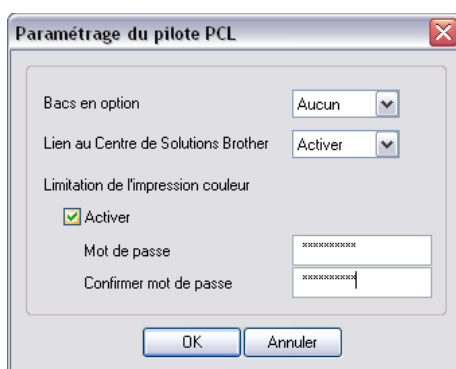 Paramétrage du pilote PCL
Bacs en option Aucun
Lien au Centre de Solutions Brother Activer
Limitation de l'impression couleur
Activer
Mot de passe **********
Confirmer mot de passe **********
OK Annuler